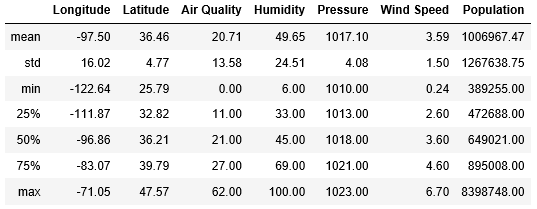 Longitude Latitude Air Quality Humidity Pressure Wind Speed Population
mean -97.50 36.46 20.71 49.65 1017.10 3.59 1006967.47
std 16.02 4.77 13.58 24.51 4.08 1.50 1267638.75
min -122.64 25.79 0.00 6.00 1010.00 0.24 389255.00
25% -111.87 32.82 11.00 33.00 1013.00 2.60 472688.00
50% -96.86 36.21 21.00 45.00 1018.00 3.60 649021.00
75% -83.07 39.79 27.00 69.00 1021.00 4.60 895008.00
max -71.05 47.57 62.00 100.00 1023.00 6.70 8398748.00